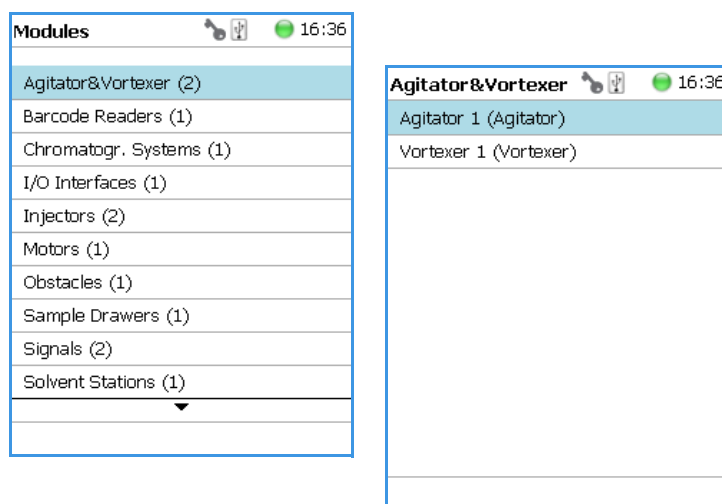 Modules 16:36
Agitator&Vortexer (2)
Barcode Readers (1)
Chromatogr. Systems (1)
I/O Interfaces (1)
Injectors (2)
Motors (1)
Obstacles (1)
Sample Drawers (1)
Signals (2)
Solvent Stations (1)
Agitator&Vortexer 16:36
Agitator 1 (Agitator)
Vortexer 1 (Vortexer)